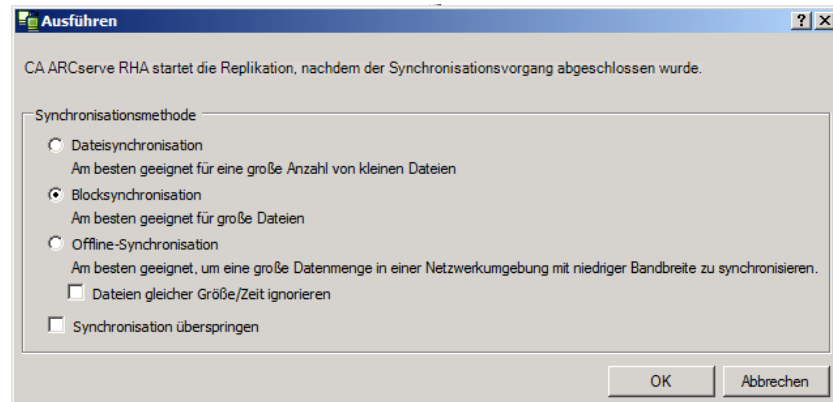 Ausführen
CA ARCserve RHA startet die Replikation, nachdem der Synchronisationsvorgang abgeschlossen wurde.
Synchronisationsmethode
Dateisynchronisation
Am besten geeignet für eine große Anzahl von kleinen Dateien
Blocksynchronisation
Am besten geeignet für große Dateien
Offline-Synchronisation
Am besten geeignet, um eine große Datenmenge in einer Netzwerkumgebung mit niedriger Bandbreite zu synchronisieren.
Dateien gleicher Größe/Zeit ignorieren
Synchronisation überspringen
OK Abbrechen